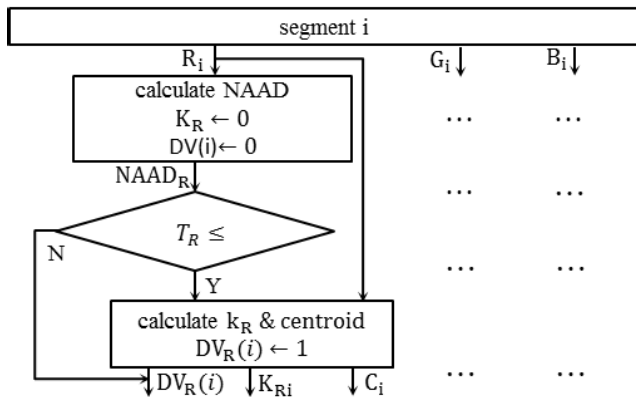 segment i
R_i G_i B_i
calculate NAAD
K_R ← 0
DV(i)← 0
… …
NAAD_R
… …
T_R ≤
N
… …
Y
calculate k_R & centroid
DV_R(i) ← 1
DV_R(i) K_Ri C_i
… …